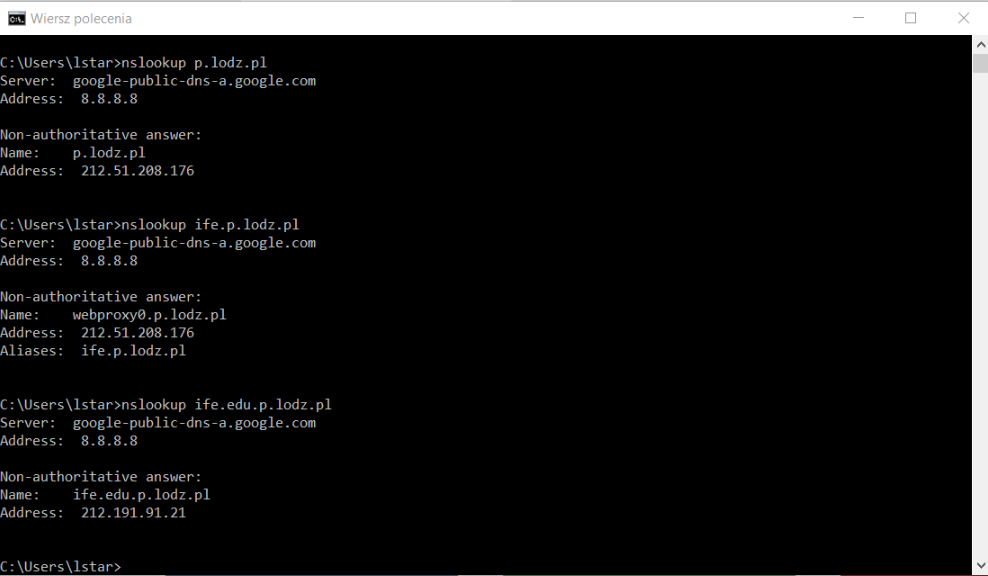 Wiersz polecenia
C:\Users\lstar>nslookup p.lodz.pl
Server:  google-public-dns-a.google.com
Address:  8.8.8.8
Non-authoritative answer:
Name:    p.lodz.pl
Address:  212.51.208.176
C:\Users\lstar>nslookup ife.p.lodz.pl
Server:  google-public-dns-a.google.com
Address:  8.8.8.8
Non-authoritative answer:
Name:    webproxy0.p.lodz.pl
Address:  212.51.208.176
Aliases:  ife.p.lodz.pl
C:\Users\lstar>nslookup ife.edu.p.lodz.pl
Server:  google-public-dns-a.google.com
Address:  8.8.8.8
Non-authoritative answer:
Name:    ife.edu.p.lodz.pl
Address:  212.191.91.21
C:\Users\lstar>